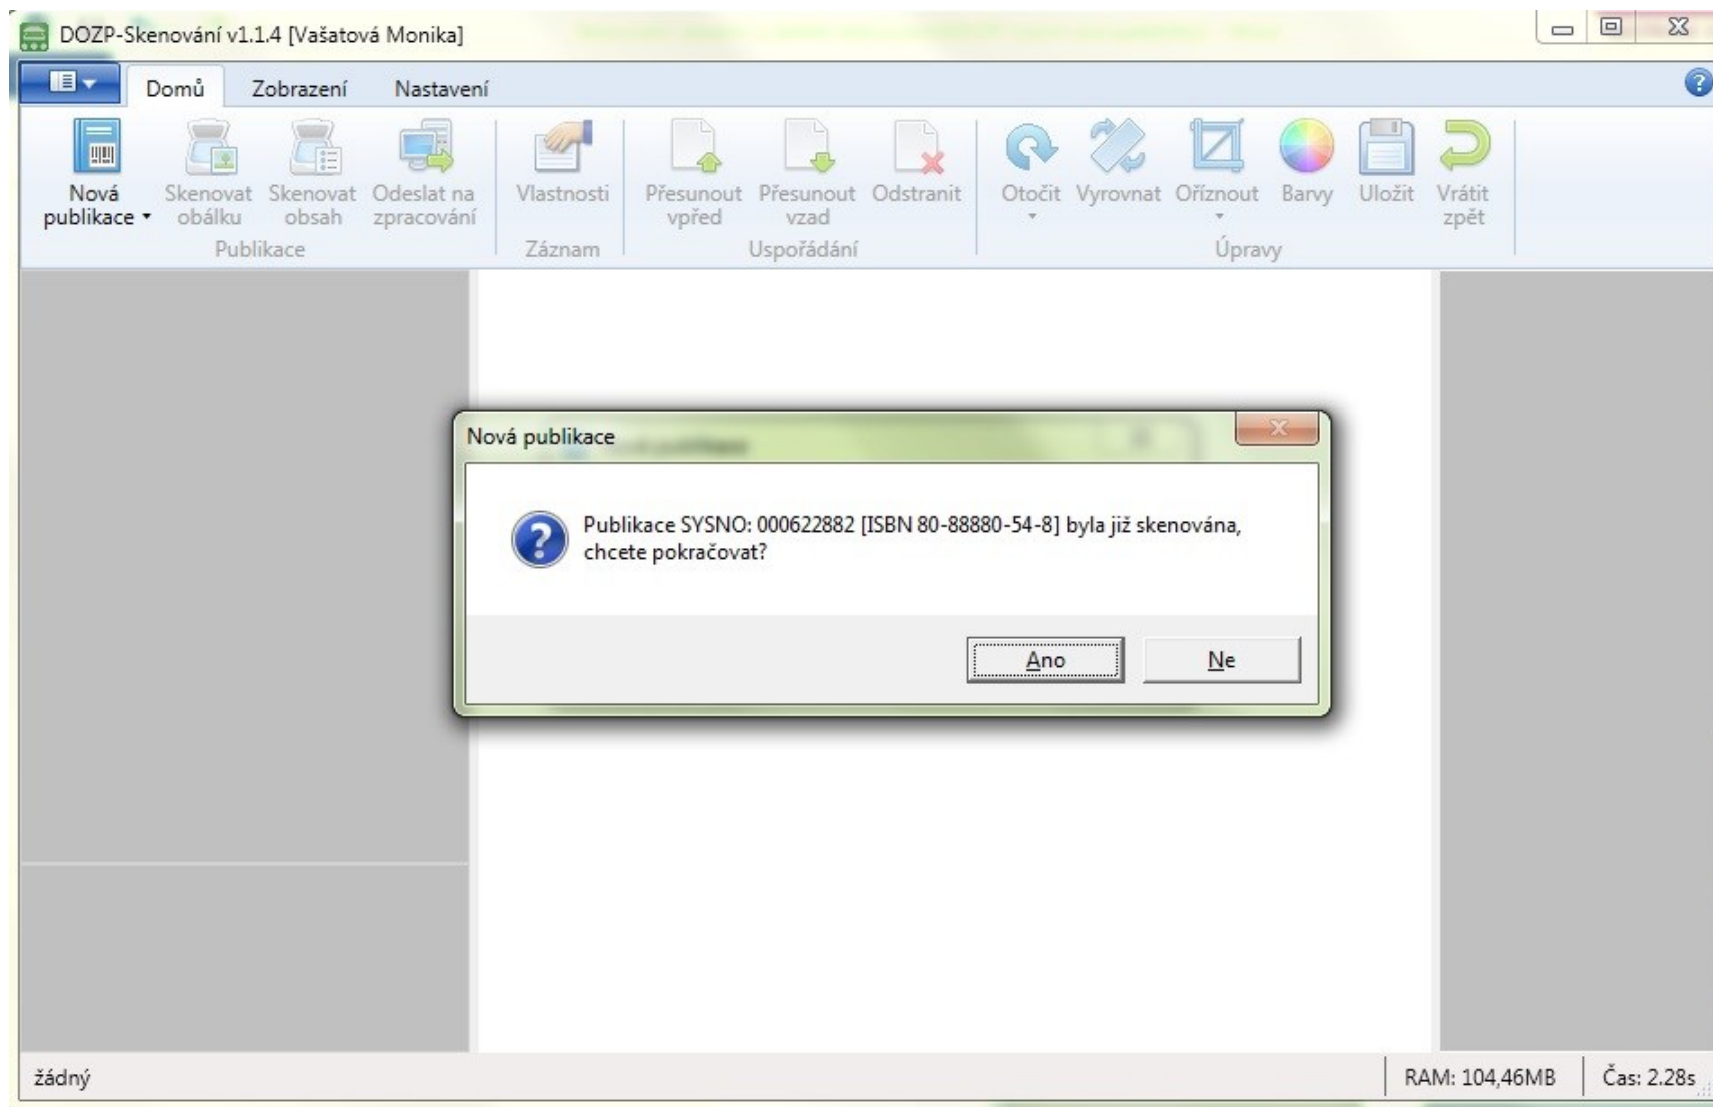 DOZP-Skenování v1.1.4 [Vašatová Monika]
Domů Zobrazení Nastavení
Nová publikace
Skenovat obálku
Skenovat obsah
Odeslat na zpracování
Publikace
Vlastnosti
Záznam
Přesunout vpřed
Přesunout vzad
Odstranit
Uspořádání
Otočit
Vyrovnat
Oříznout
Barvy
Uložit
Vrátit zpět
Úpravy
Nová publikace
Publikace SYSNO: 000622882 [ISBN 80-88880-54-8] byla již skenována,
chcete pokračovat?
Ano Ne
žádný RAM: 104,46MB Čas: 2.28s